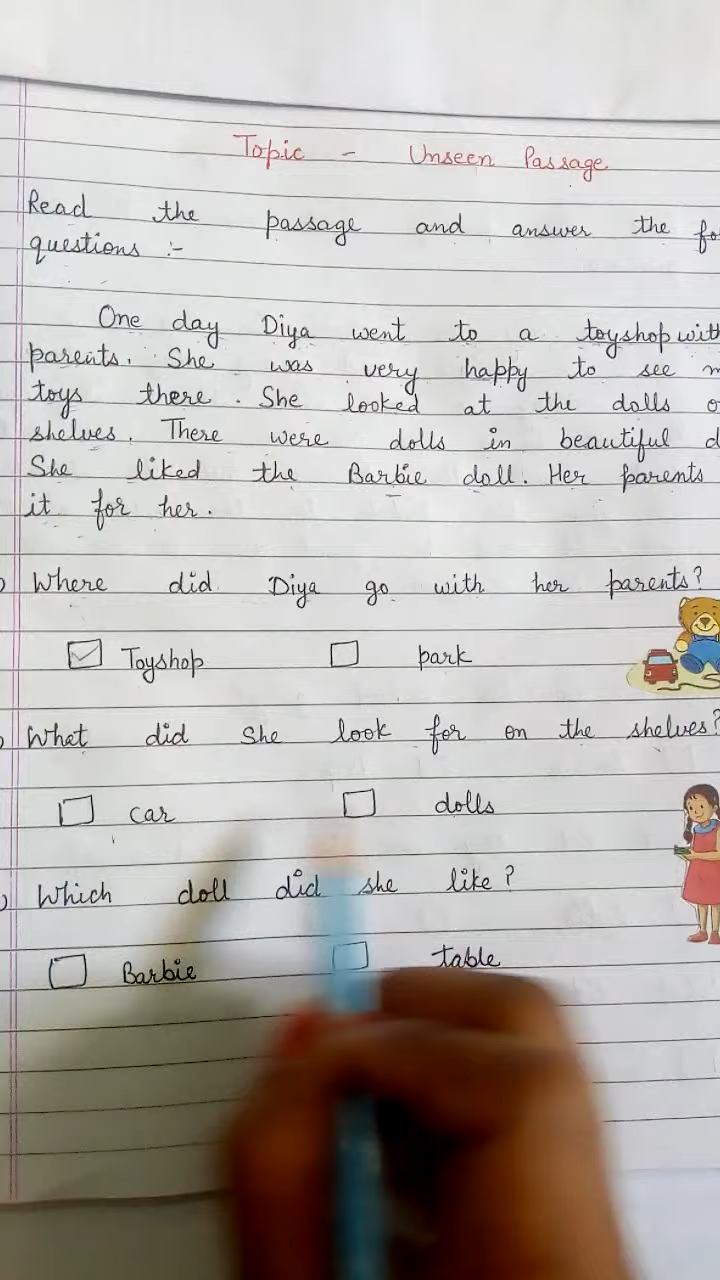 Topic - Unseen Passage
Read the passage and answer the
questions :-
One day Diya went to a toyshop with
parents. She was very happy to see
toys there. She looked at the dolls
shelves. There were dolls in beautiful
She liked the Barbie doll. Her parents
it for her.
Where did Diya go with her parents?
Toyshop park
What did she look for on the shelves?
car dolls
Which doll did she like?
Barbie table